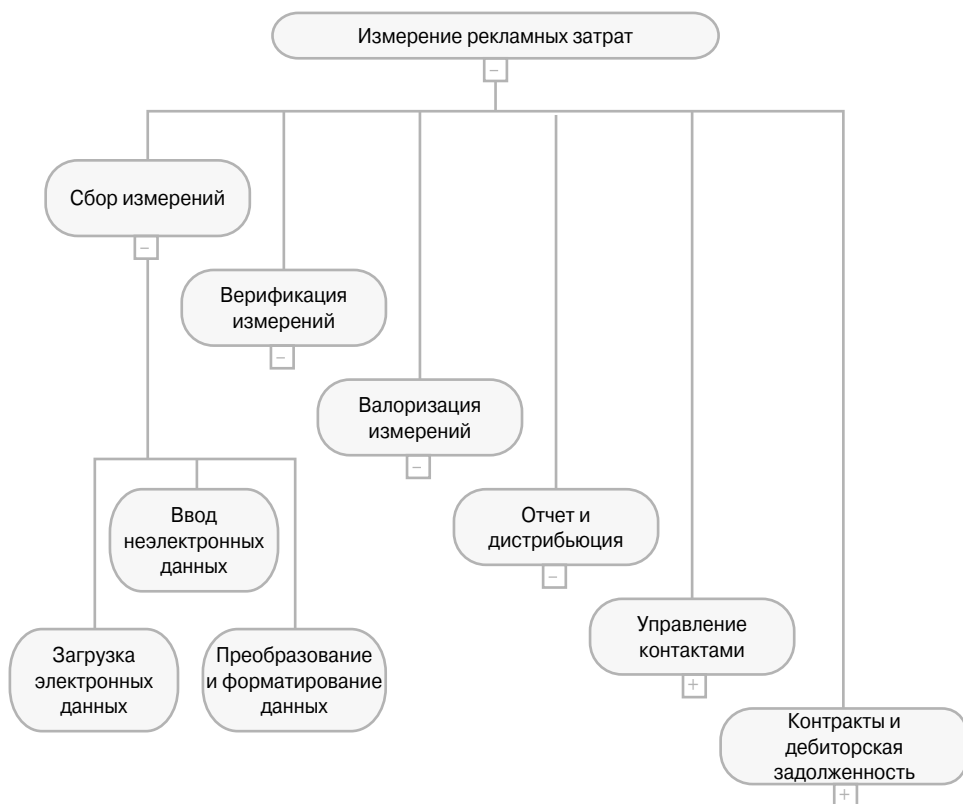 Измерение рекламных затрат
–
Сбор измерений
–
Верификация
измерений
–
Валоризация
измерений
–
Ввод
неэлектронных
данных
Отчет и
дистрибьюция
–
Загрузка
электронных
данных
Преобразование
и форматирование
данных
Управление
контактами
+
Контракты и
дебиторская
задолженность
+